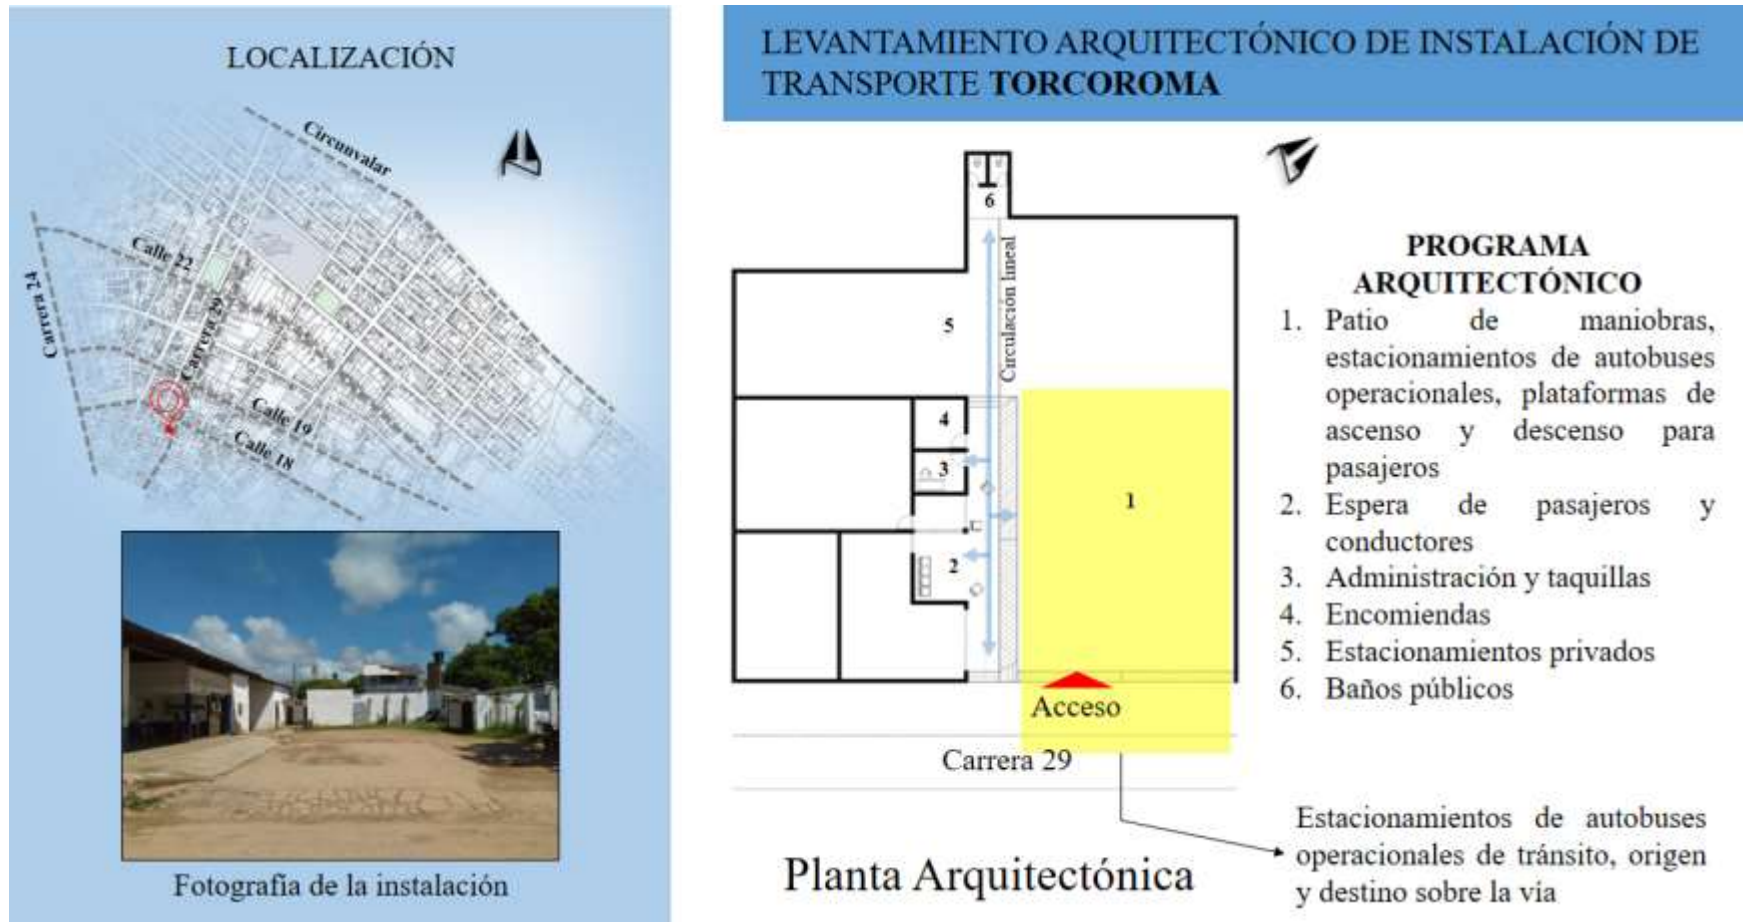 LOCALIZACIÓN
Circunvalar
Calle 22
Carrera 24
Carrera 29
Calle 19
Calle 18
Fotografía de la instalación
LEVANTAMIENTO ARQUITECTÓNICO DE INSTALACIÓN DE
TRANSPORTE TORCOROMA
6
Circulación lineal
5
4
3
1
2
Acceso
Carrera 29
Planta Arquitectónica
PROGRAMA
ARQUITECTÓNICO
1. Patio de maniobras,
estacionamientos de autobuses
operacionales, plataformas de
ascenso y descenso para
pasajeros
2. Espera de pasajeros y
conductores
3. Administración y taquillas
4. Encomiendas
5. Estacionamientos privados
6. Baños públicos
Estacionamientos de autobuses
operacionales de tránsito, origen
y destino sobre la vía